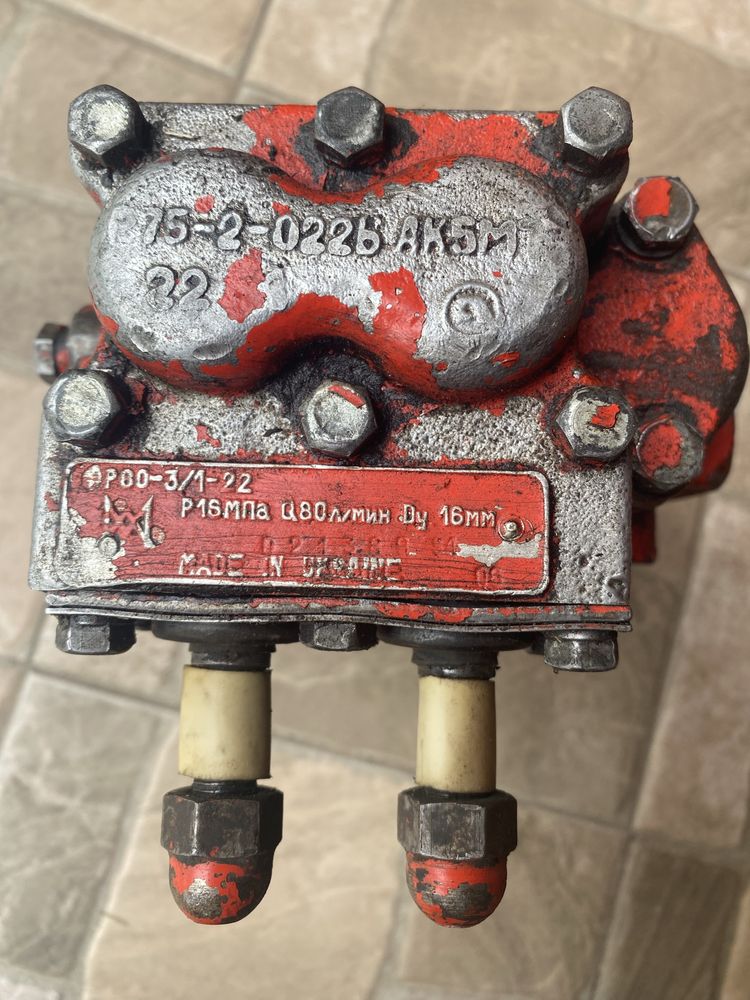 Р75-2-022Б АК5М
22
Р80-3/1-22
Р16МПа Q80л/мин Dу 16мм
MADE IN UKRAINE